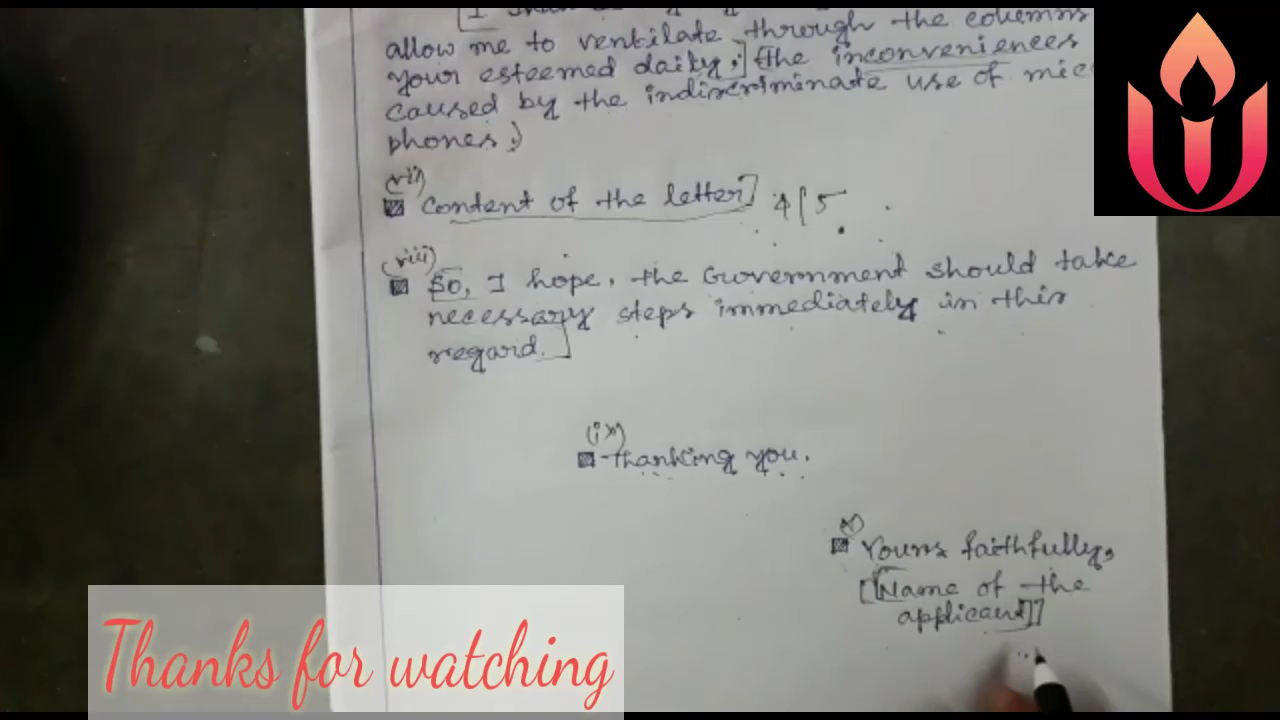 allow me to ventilate through the columns
your esteemed daily,] (the inconveniences
caused by the indiscriminate use of mic
phones.)
(vii)
Content of the letter] 4/5
(viii)
So, I hope, the Government should take
necessary steps immediately in this
regard.]
(ix)
Thanking you.
(x)
Yours faithfully,
[Name of the
applicant]]
Thanks for watching